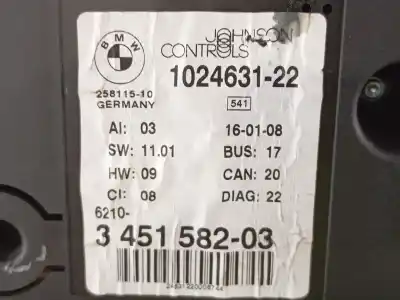 BMW
JOHNSON
CONTROLS
1024631-22
258115-10
GERMANY
541
AI: 03 16-01-08
SW: 11.01 BUS: 17
HW: 09 CAN: 20
CI: 08 DIAG: 22
6210-
3 451 582-03